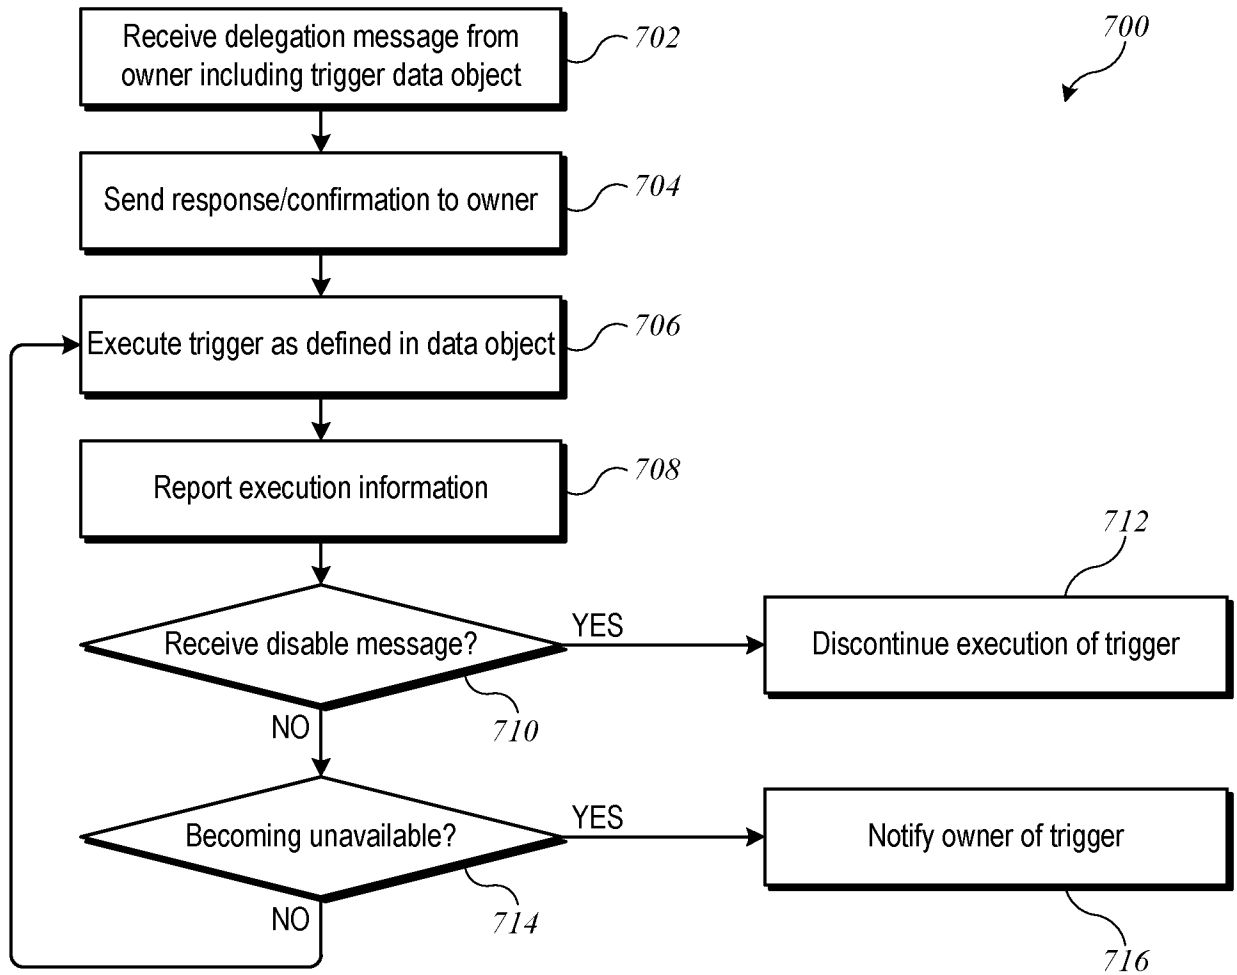 Receive delegation message from
owner including trigger data object
702
700
Send response/confirmation to owner
704
Execute trigger as defined in data object
706
Report execution information
708
712
Receive disable message?
YES
Discontinue execution of trigger
710
NO
Becoming unavailable?
YES
Notify owner of trigger
714
NO
716